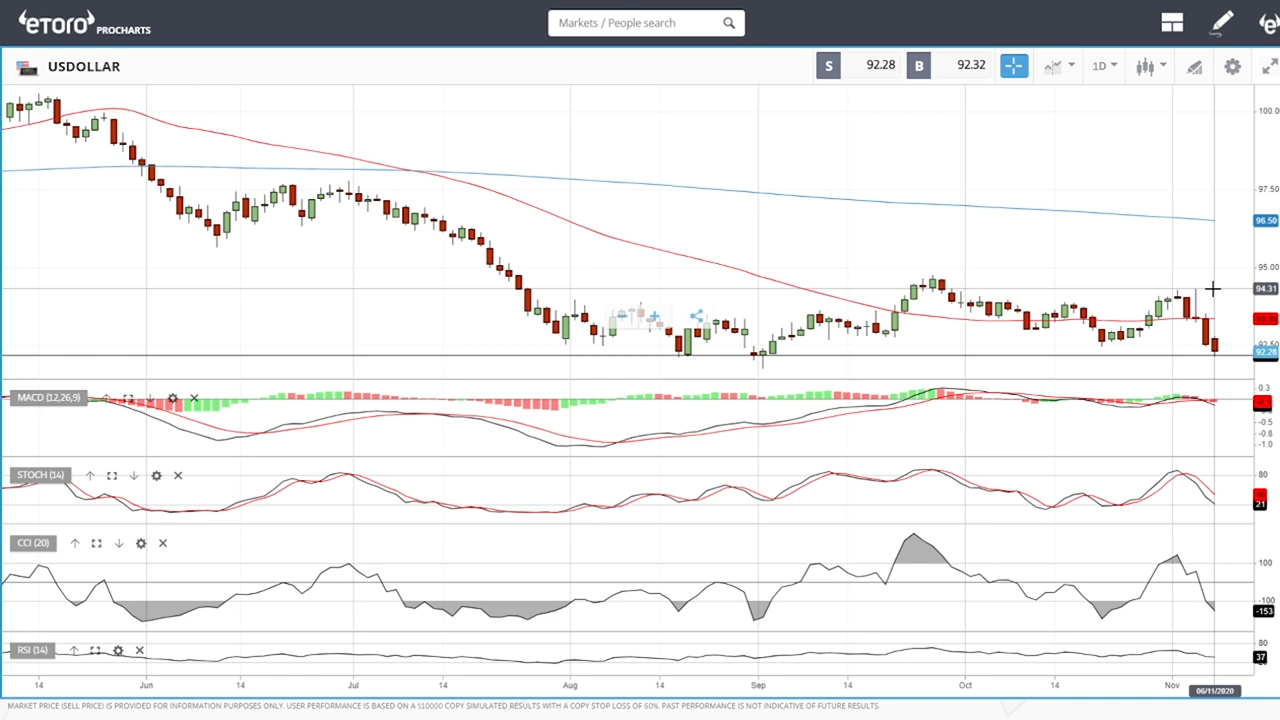 etoro PROCHARTS
Markets / People search
USDOLLAR
S 92.28 B 92.32
1D
97.50
96.50
95.00
94.31
92.28
MACD (12,26,9)
0.3
-0.5
-0.8
-1.0
STOCH (14)
80
21
CCI (20)
100
-100
-153
RSI (14)
80
37
14 Jun 14 Jul 14 Aug 14 Sep 14 Oct 14 Nov
06/11/2020
MARKET PRICE (SELL PRICE) IS PROVIDED FOR INFORMATION PURPOSES ONLY. USER PERFORMANCE IS BASED ON A $10000 COPY SIMULATED RESULTS WITH A COPY STOP LOSS OF 60%. PAST PERFORMANCE IS NOT INDICATIVE OF FUTURE RESULTS.